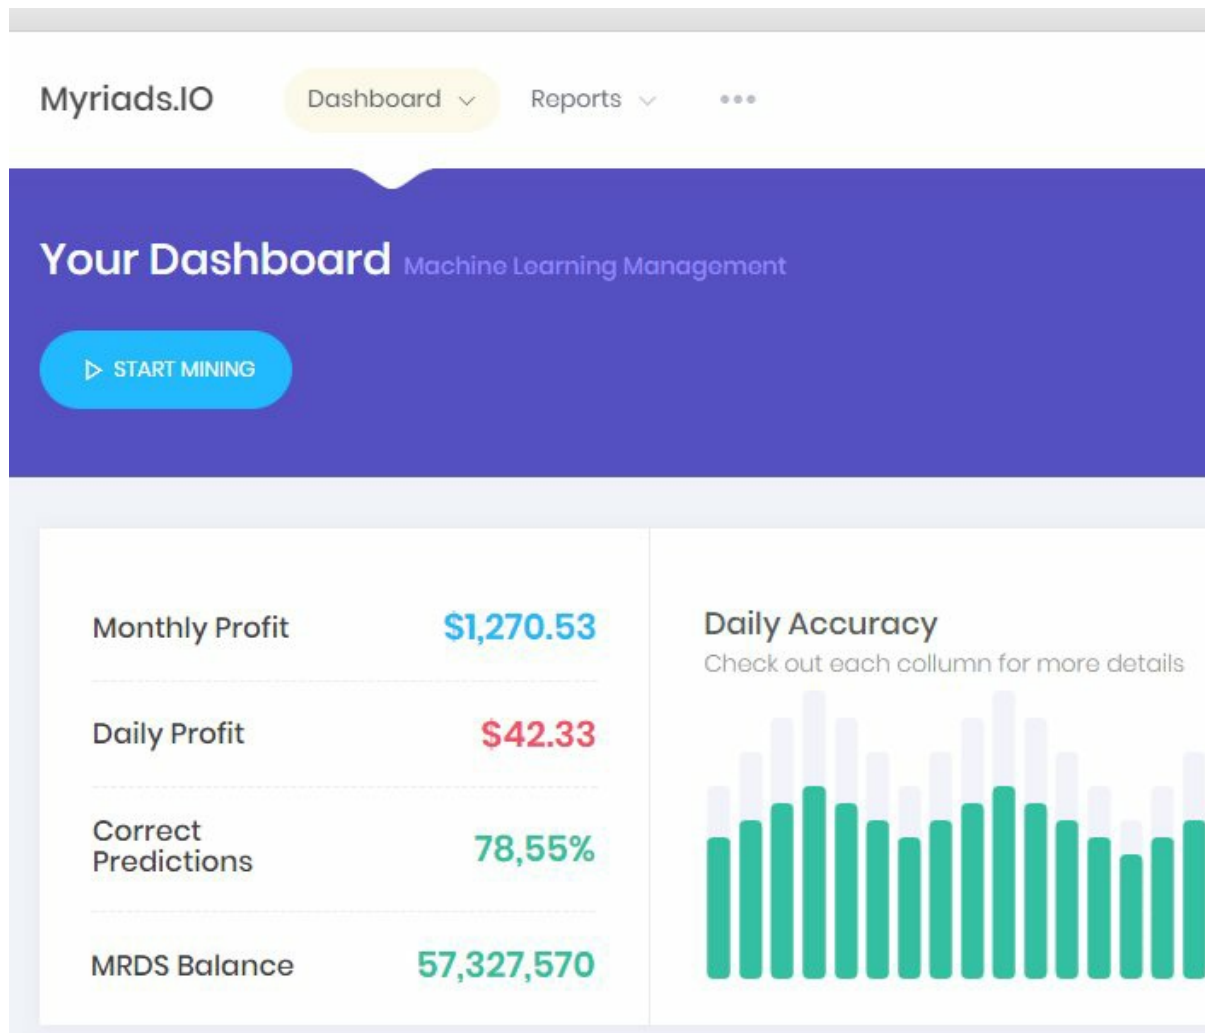 Myriads.IO Dashboard Reports
Your Dashboard Machine Learning Management
START MINING
Monthly Profit $1,270.53
Daily Profit $42.33
Correct
Predictions
78,55%
MRDS Balance 57,327,570
Daily Accuracy
Check out each collumn for more details